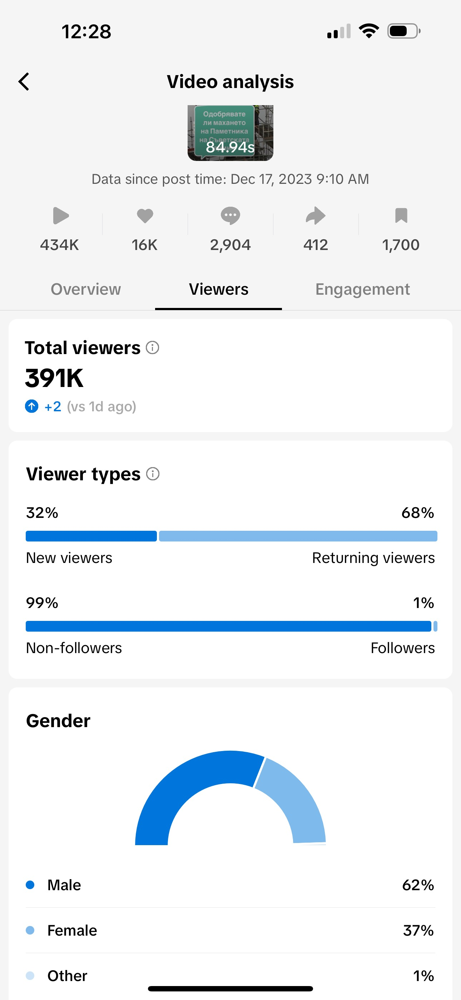 12:28
Video analysis
Одобрявате
ли махането
на Паметника
на Съветската
84.94s
Data since post time: Dec 17, 2023 9:10 AM
434K 16K 2,904 412 1,700
Overview Viewers Engagement
Total viewers
391K
+2 (vs 1d ago)
Viewer types
32% 68%
New viewers Returning viewers
99% 1%
Non-followers Followers
Gender
Male 62%
Female 37%
Other 1%